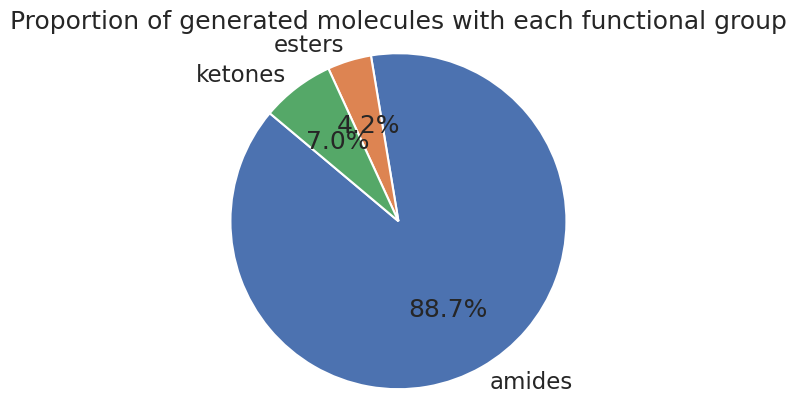 Proportion of generated molecules with each functional group
esters
ketones
4.2%
7.0%
88.7%
amides